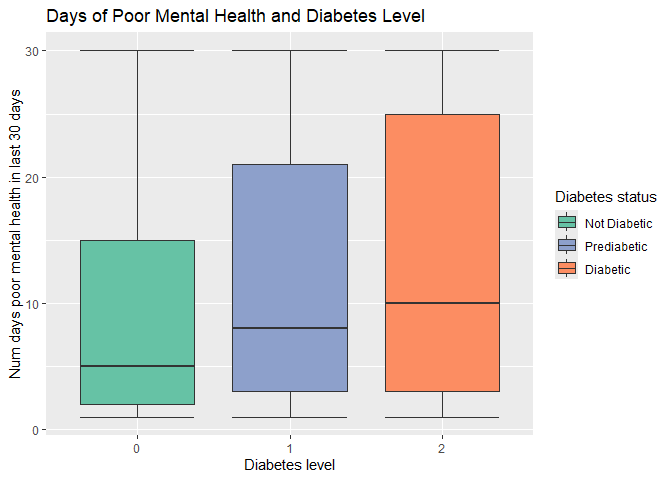 Days of Poor Mental Health and Diabetes Level
Num days poor mental health in last 30 days
30
20
10
0
0 1 2
Diabetes level
Diabetes status
Not Diabetic
Prediabetic
Diabetic